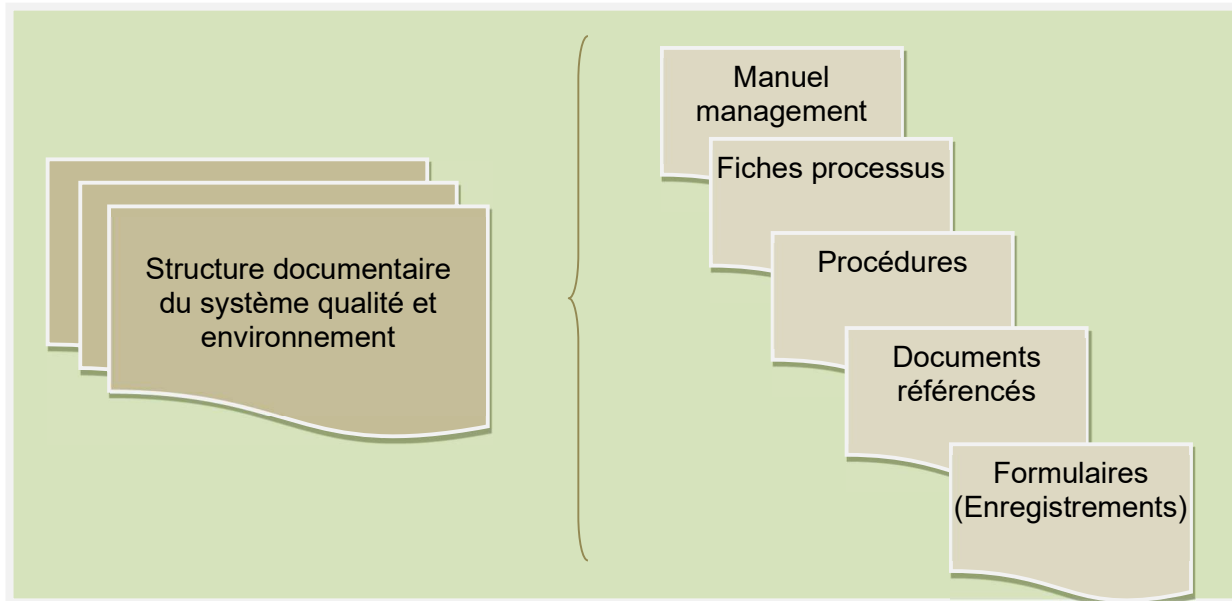 Structure documentaire
du système qualité et
environnement
Manuel
management
Fiches processus
Procédures
Documents
référencés
Formulaires
(Enregistrements)